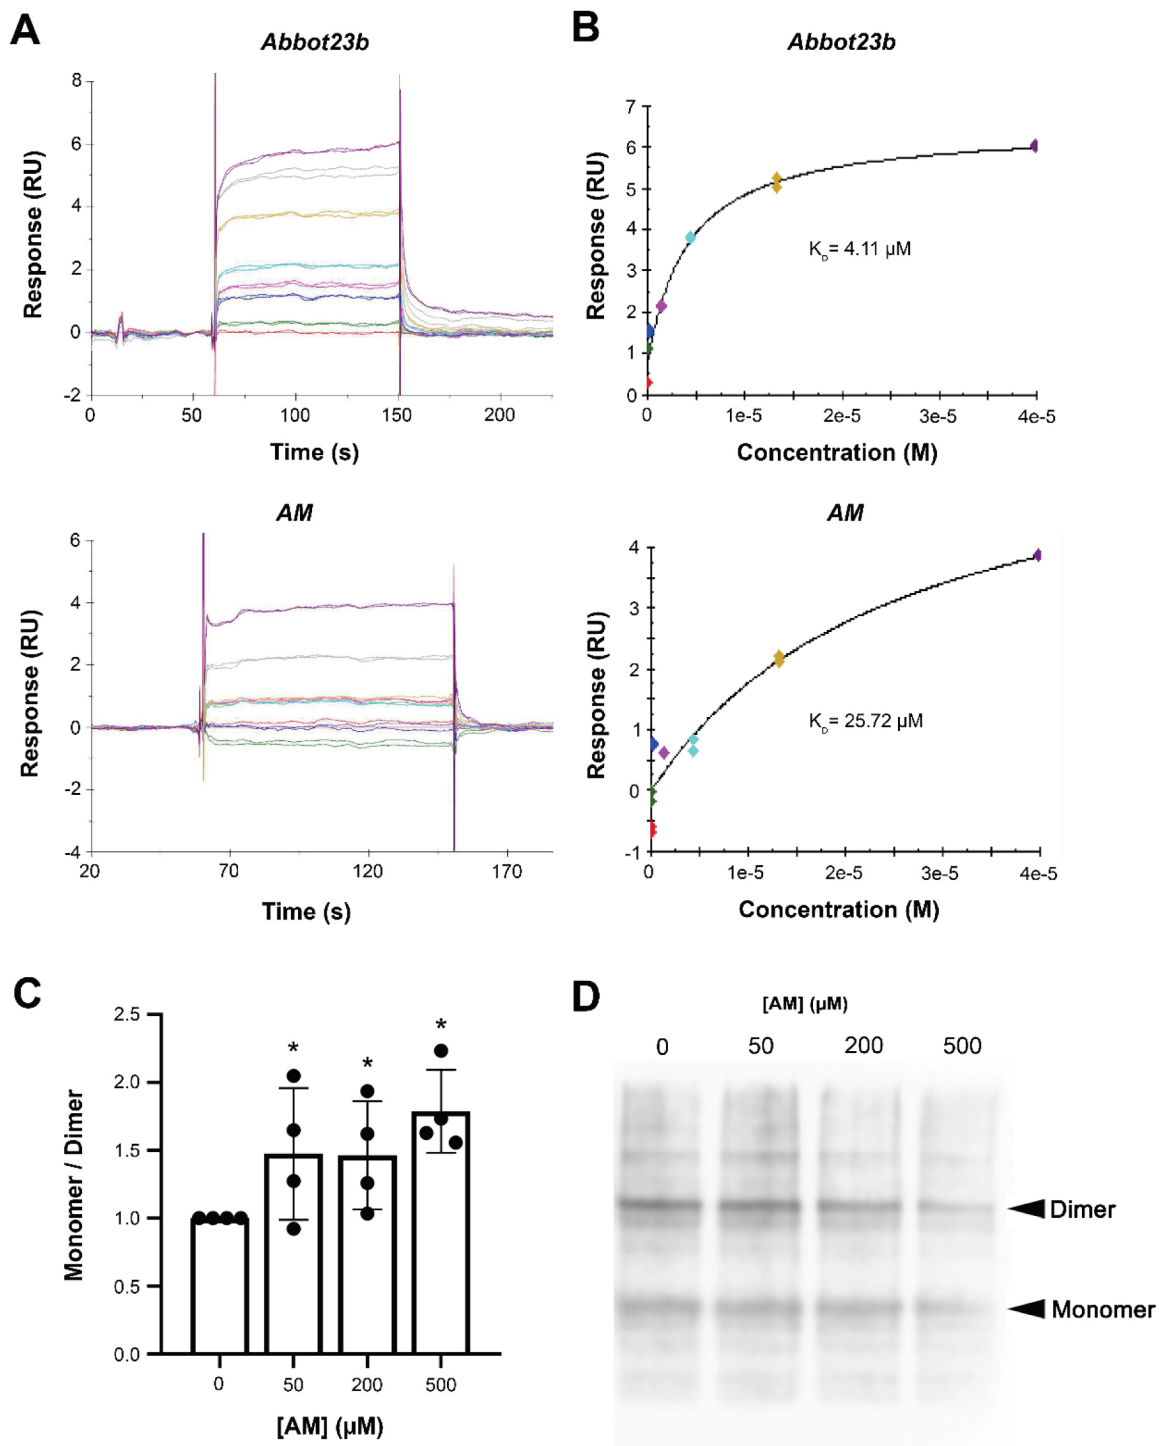 A
Abbot23b
Response (RU)
8
6
4
2
0
-2
0 50 100 150 200
Time (s)
B
Abbot23b
Response (RU)
7
6
5
4
3
2
1
0
K_D= 4.11 µM
0 1e-5 2e-5 3e-5 4e-5
Concentration (M)
AM
Response (RU)
6
4
2
0
-2
-4
20 70 120 170
Time (s)
AM
Response (RU)
4
3
2
1
0
-1
K_D= 25.72 µM
0 1e-5 2e-5 3e-5 4e-5
Concentration (M)
C
Monomer / Dimer
2.5
2.0
1.5
1.0
0.5
0.0
* * *
0 50 200 500
[AM] (µM)
D
[AM] (µM)
0 50 200 500
Dimer
Monomer